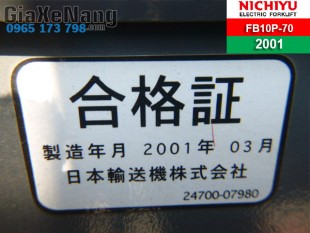 GiaXeNang
0965 173 798.com
NICHIYU
ELECTRIC FORKLIFT
FB10P-70
2001
合格証
製造年月 2001年 03月
日本輸送機株式会社
24700-07980